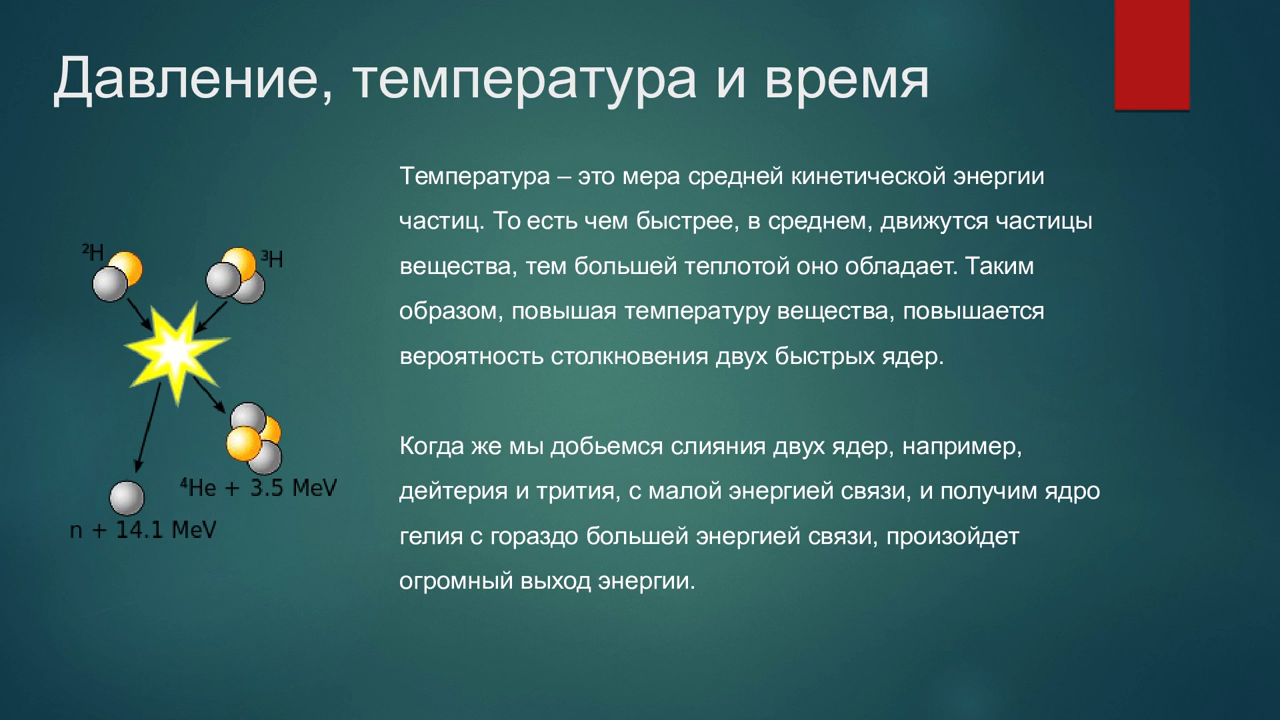 Давление, температура и время
Температура – это мера средней кинетической энергии
частиц. То есть чем быстрее, в среднем, движутся частицы
вещества, тем большей теплотой оно обладает. Таким
образом, повышая температуру вещества, повышается
вероятность столкновения двух быстрых ядер.
Когда же мы добьемся слияния двух ядер, например,
дейтерия и трития, с малой энергией связи, и получим ядро
гелия с гораздо большей энергией связи, произойдет
огромный выход энергии.
²H
³H
⁴He + 3.5 MeV
n + 14.1 MeV